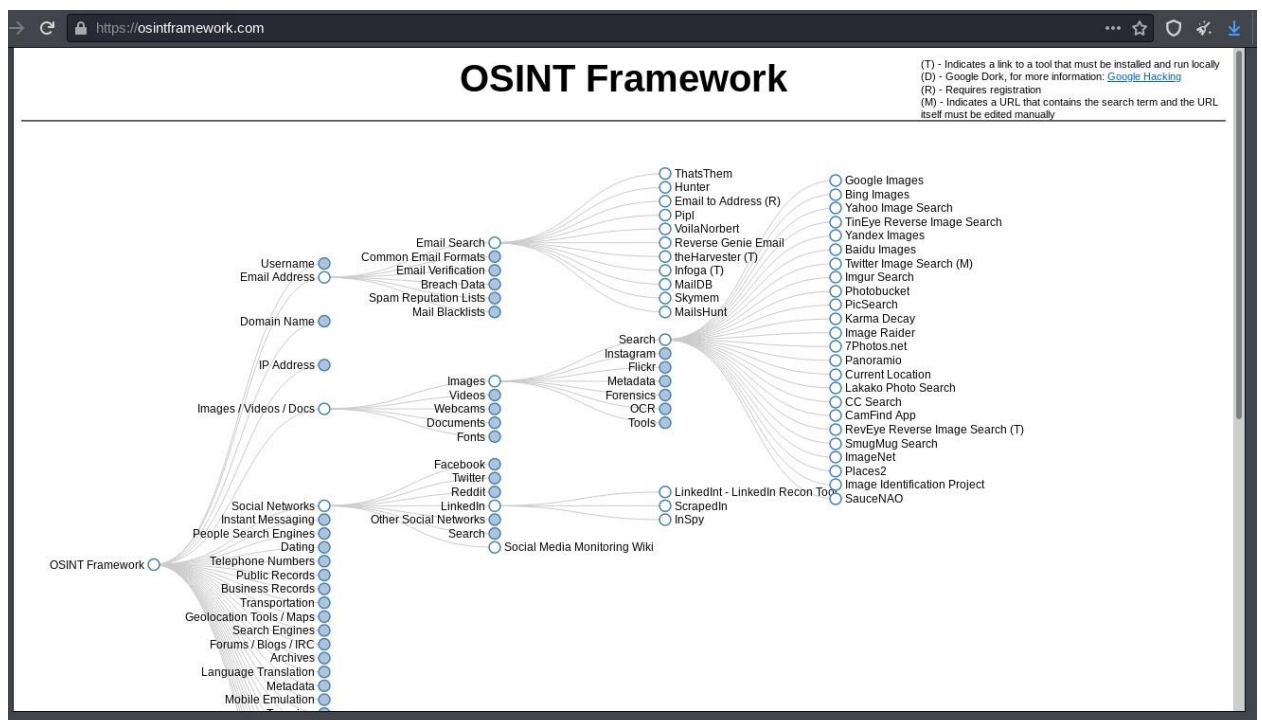 https://osintframework.com
OSINT Framework
(T) - Indicates a link to a tool that must be installed and run locally
(D) - Google Dork, for more information: Google Hacking
(R) - Requires registration
(M) - Indicates a URL that contains the search term and the URL
itself must be edited manually
OSINT Framework
Username
Email Address
Domain Name
IP Address
Images / Videos / Docs
Social Networks
Instant Messaging
People Search Engines
Dating
Telephone Numbers
Public Records
Business Records
Transportation
Geolocation Tools / Maps
Search Engines
Forums / Blogs / IRC
Archives
Language Translation
Metadata
Mobile Emulation
Email Search
Common Email Formats
Email Verification
Breach Data
Spam Reputation Lists
Mail Blacklists
Images
Videos
Webcams
Documents
Fonts
Facebook
Twitter
Reddit
LinkedIn
Other Social Networks
Search
Social Media Monitoring Wiki
ThatsThem
Hunter
Email to Address (R)
Pipl
VoilaNorbert
Reverse Genie Email
theHarvester (T)
Infoga (T)
MailDB
Skymem
MailsHunt
Search
Instagram
Flickr
Metadata
Forensics
OCR
Tools
LinkedInt - LinkedIn Recon Too
ScrapedIn
InSpy
Google Images
Bing Images
Yahoo Image Search
TinEye Reverse Image Search
Yandex Images
Baidu Images
Twitter Image Search (M)
Imgur Search
Photobucket
PicSearch
Karma Decay
Image Raider
7Photos.net
Panoramio
Current Location
Lakako Photo Search
CC Search
CamFind App
RevEye Reverse Image Search (T)
SmugMug Search
ImageNet
Places2
Image Identification Project
SauceNAO